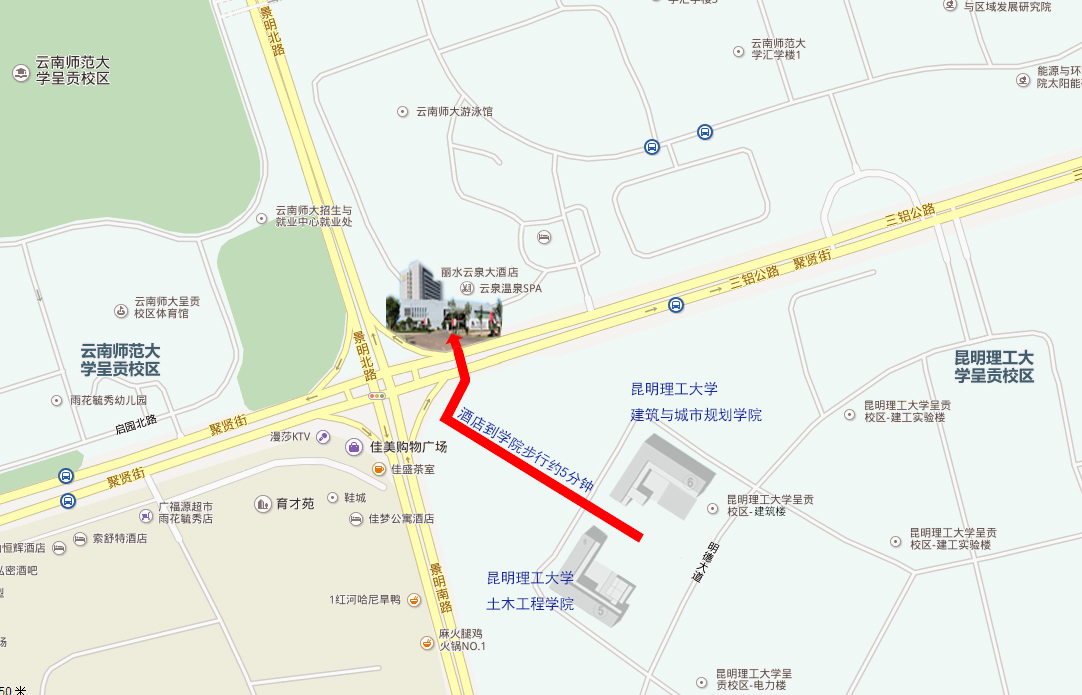 景明北路
与区域发展研究院
云南师范大
学呈贡校区
云南师范大
学汇学楼1
云南师大游泳馆
能源与环
院太阳能
云南师大招生与
就业中心就业处
三铝公路
丽水云泉大酒店
云泉温泉SPA
三铝公路
聚贤街
云南师大呈贡
校区体育馆
云南师范大
学呈贡校区
景明北路
昆明理工大
学呈贡校区
雨花毓秀幼儿园
启园北路
聚贤街
昆明理工大学
建筑与城市规划学院
昆明理工大学呈贡
校区-建工实验楼
酒店到学院步行约5分钟
漫莎KTV
佳美购物广场
佳盛茶室
聚贤街
6
广福源超市
雨花毓秀店
育才苑
鞋城
佳梦公寓酒店
昆明理工大学呈贡
校区-建筑楼
索舒特酒店
恒辉酒店
私密酒吧
昆明理工大学呈贡
校区-建工实验楼
明德大道
景明南路
昆明理工大学
土木工程学院
5
1红河哈尼旱鸭
麻火腿鸡
火锅NO.1
昆明理工大学呈
贡校区-电力楼
50 米